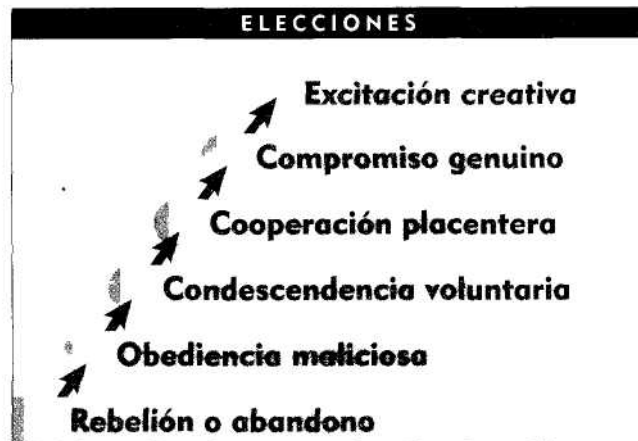 ELECCIONES
Excitación creativa
Compromiso genuino
Cooperación placentera
Condescendencia voluntaria
Obediencia maliciosa
Rebelión o abandono